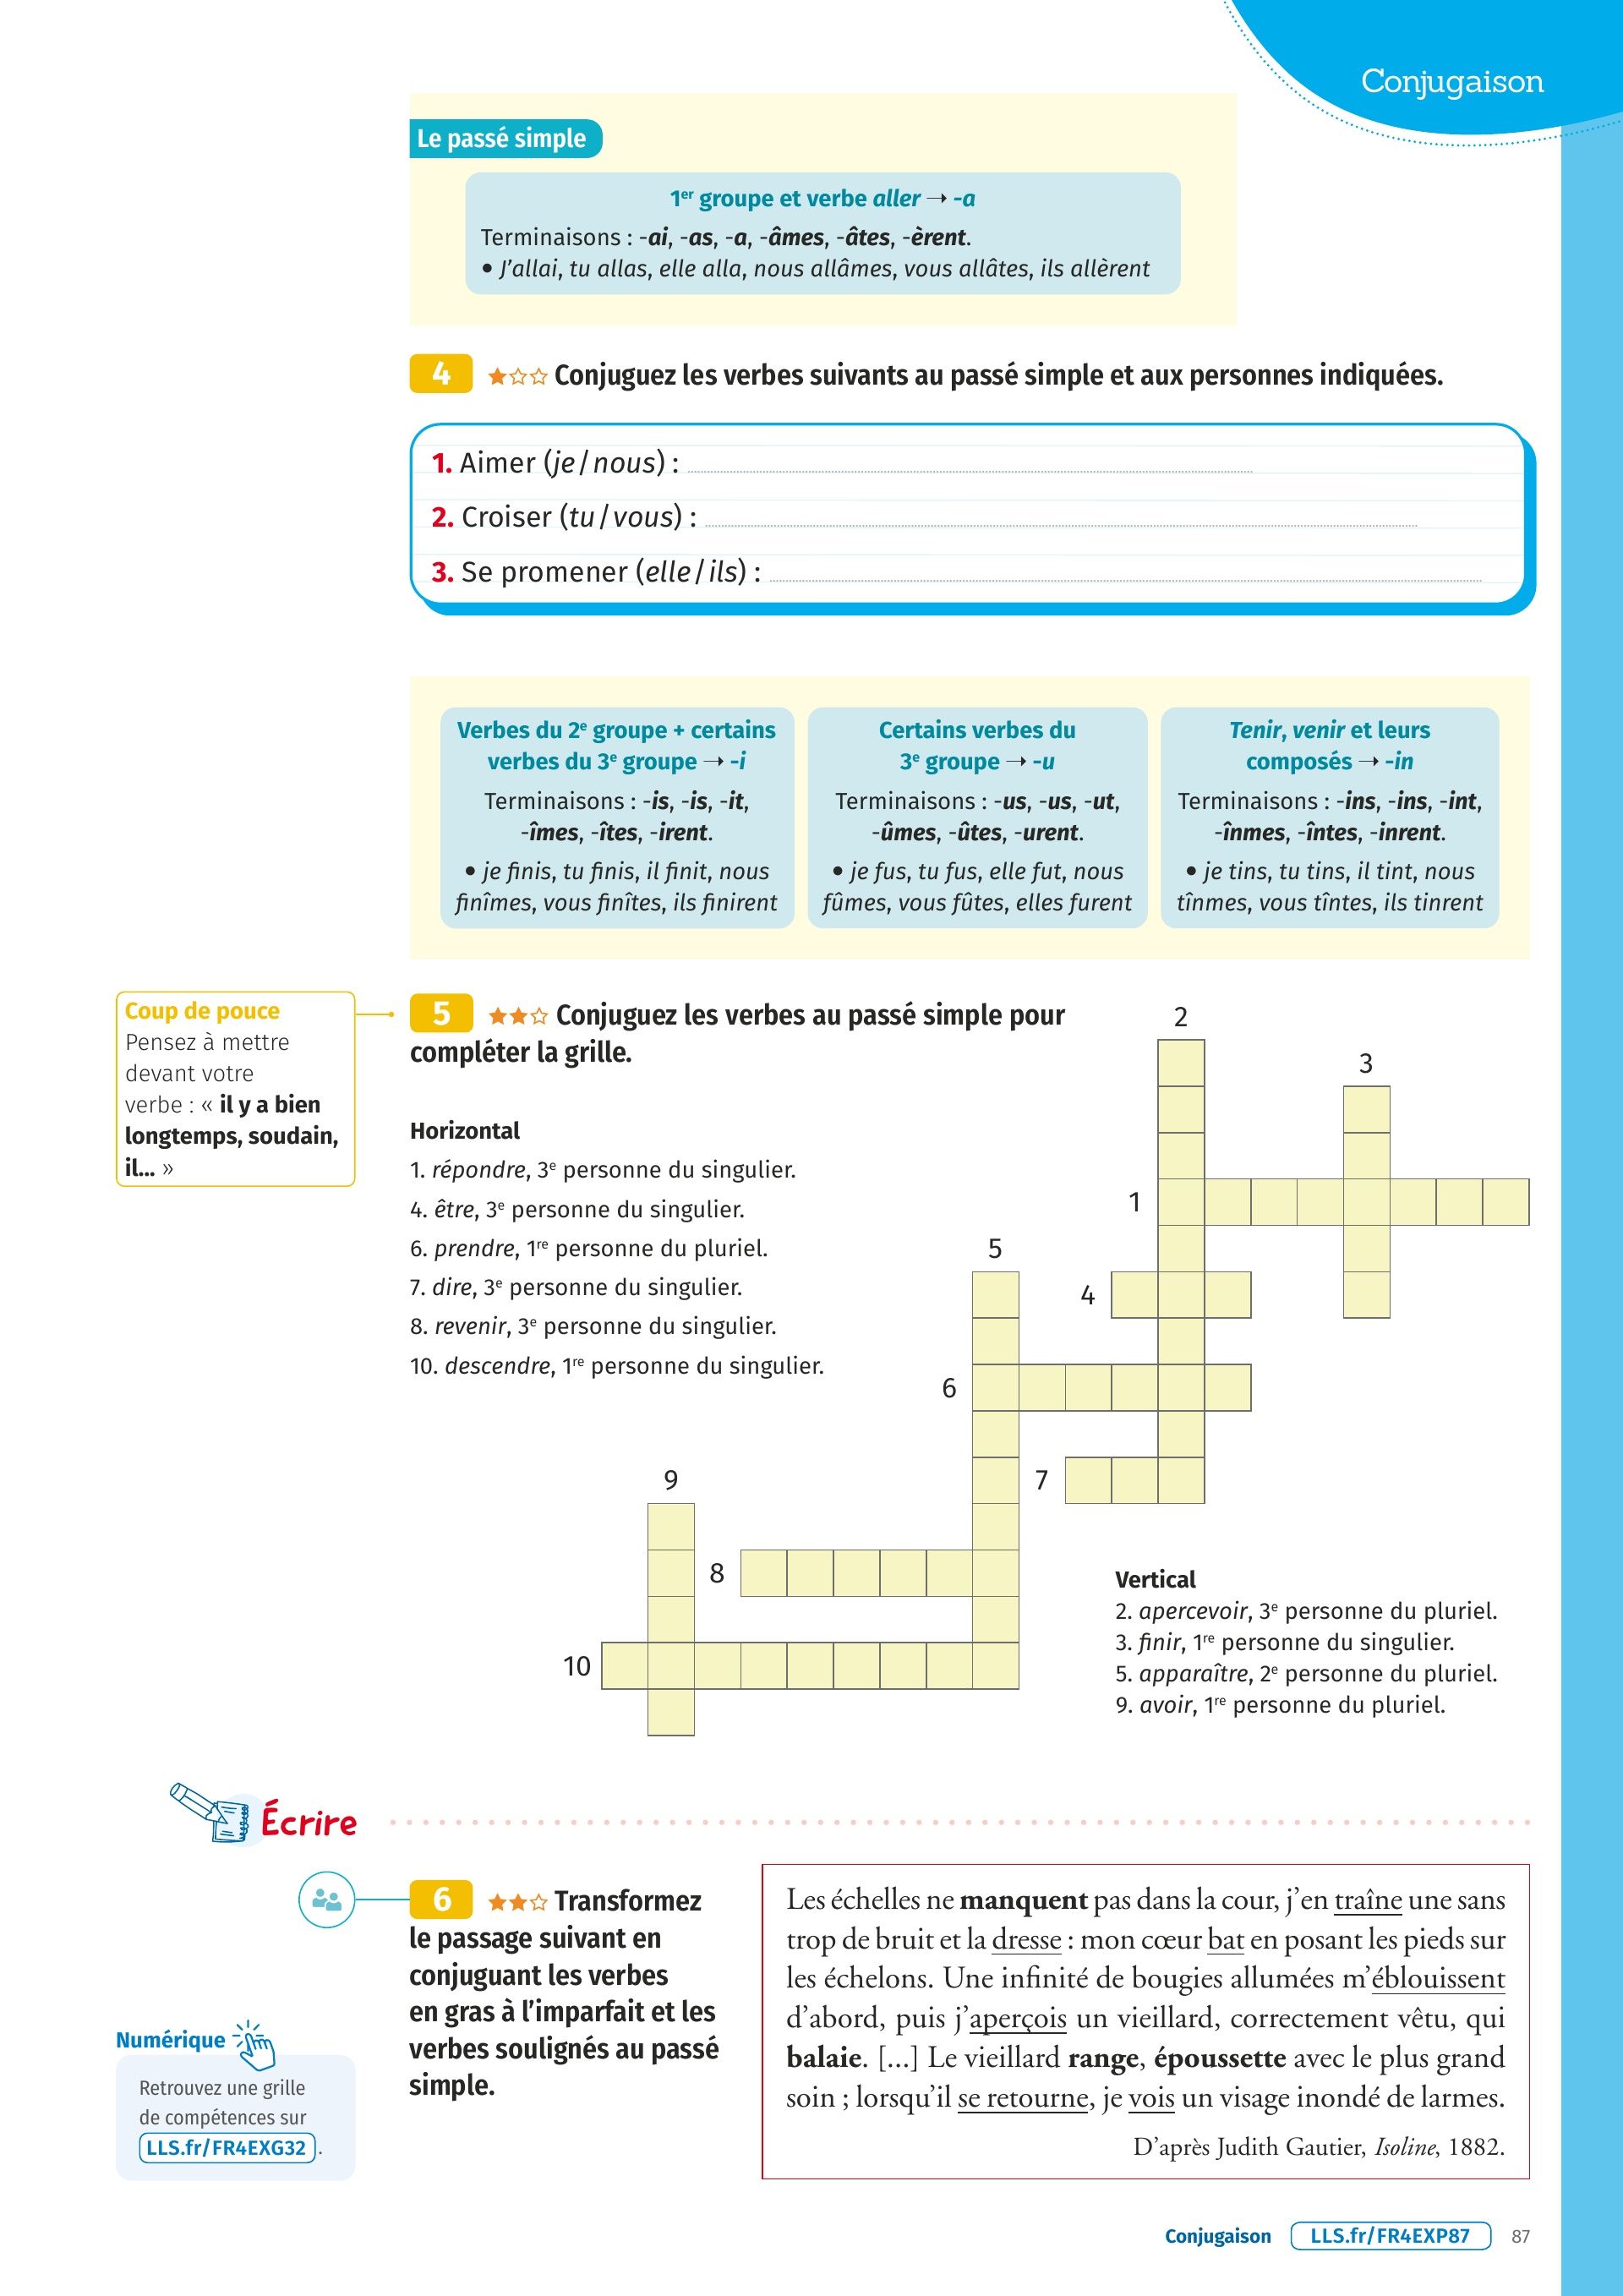 Conjugaison
Le passé simple
1er groupe et verbe aller → -a
Terminaisons : -ai, -as, -a, -âmes, -âtes, -èrent.
• J'allai, tu allas, elle alla, nous allâmes, vous allâtes, ils allèrent
4 ★☆☆ Conjuguez les verbes suivants au passé simple et aux personnes indiquées.
1. Aimer (je / nous) :
2. Croiser (tu / vous) :
3. Se promener (elle / ils) :
Verbes du 2e groupe + certains
verbes du 3e groupe → -i
Terminaisons : -is, -is, -it,
-îmes, -îtes, -irent.
• je finis, tu finis, il finit, nous
finîmes, vous finîtes, ils finirent
Certains verbes du
3e groupe → -u
Terminaisons : -us, -us, -ut,
-ûmes, -ûtes, -urent.
• je fus, tu fus, elle fut, nous
fûmes, vous fûtes, elles furent
Tenir, venir et leurs
composés → -in
Terminaisons : -ins, -ins, -int,
-înmes, -întes, -inrent.
• je tins, tu tins, il tint, nous
tînmes, vous tîntes, ils tinrent
Coup de pouce
Pensez à mettre
devant votre
verbe : « il y a bien
longtemps, soudain,
il... »
5 ★★☆ Conjuguez les verbes au passé simple pour
compléter la grille.
Horizontal
1. répondre, 3e personne du singulier.
4. être, 3e personne du singulier.
6. prendre, 1re personne du pluriel.
7. dire, 3e personne du singulier.
8. revenir, 3e personne du singulier.
10. descendre, 1re personne du singulier.
2
3
1
5
4
6
9
7
8
10
Vertical
2. apercevoir, 3e personne du pluriel.
3. finir, 1re personne du singulier.
5. apparaître, 2e personne du pluriel.
9. avoir, 1re personne du pluriel.
Écrire
6 ★★☆ Transformez
le passage suivant en
conjuguant les verbes
en gras à l'imparfait et les
verbes soulignés au passé
simple.
Les échelles ne manquent pas dans la cour, j'en traîne une sans
trop de bruit et la dresse : mon cœur bat en posant les pieds sur
les échelons. Une infinité de bougies allumées m'éblouissent
d'abord, puis j'aperçois un vieillard, correctement vêtu, qui
balaie. [...] Le vieillard range, époussette avec le plus grand
soin ; lorsqu'il se retourne, je vois un visage inondé de larmes.
D'après Judith Gautier, Isoline, 1882.
Numérique
Retrouvez une grille
de compétences sur
LLS.fr/FR4EXG32 .
Conjugaison LLS.fr/FR4EXP87 87